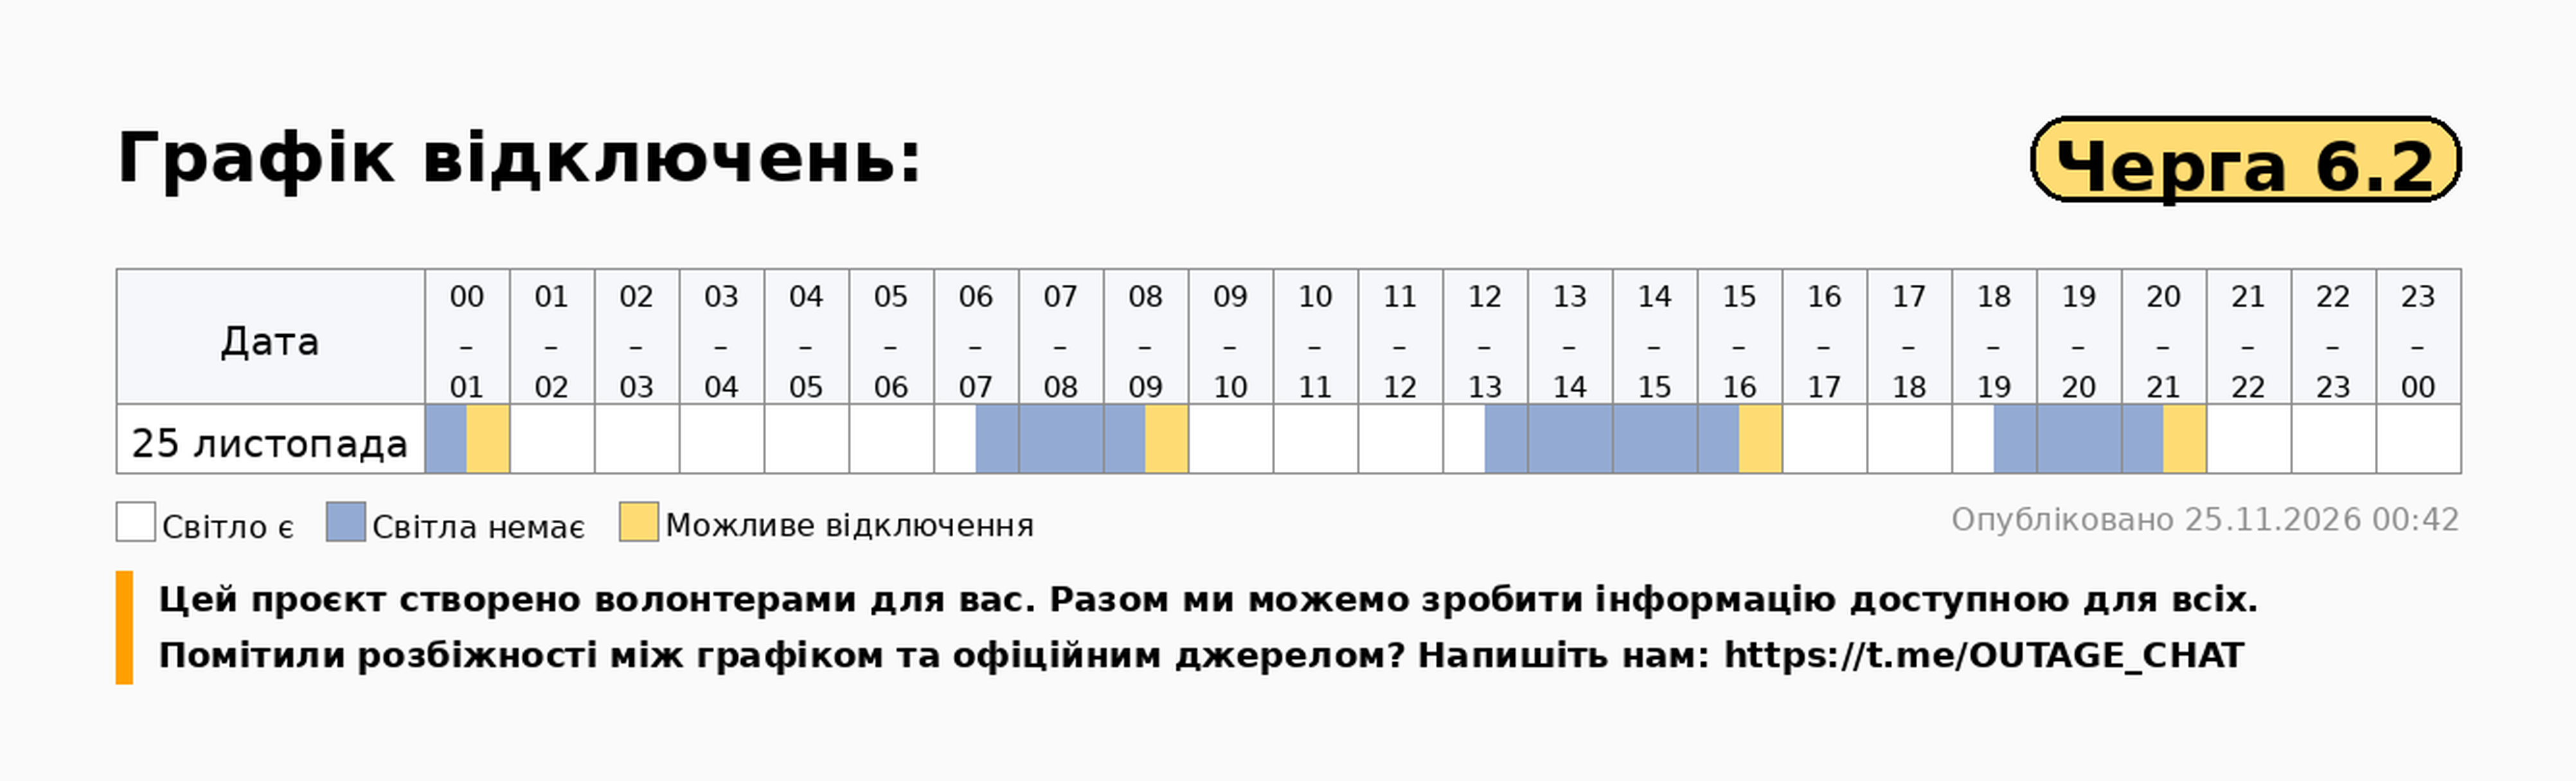 Графік відключень:
Черга 6.2
Дата
00 – 01
01 – 02
02 – 03
03 – 04
04 – 05
05 – 06
06 – 07
07 – 08
08 – 09
09 – 10
10 – 11
11 – 12
12 – 13
13 – 14
14 – 15
15 – 16
16 – 17
17 – 18
18 – 19
19 – 20
20 – 21
21 – 22
22 – 23
23 – 00
25 листопада
Світло є
Світла немає
Можливе відключення
Опубліковано 25.11.2026 00:42
Цей проєкт створено волонтерами для вас. Разом ми можемо зробити інформацію доступною для всіх.
Помітили розбіжності між графіком та офіційним джерелом? Напишіть нам: https://t.me/OUTAGE_CHAT